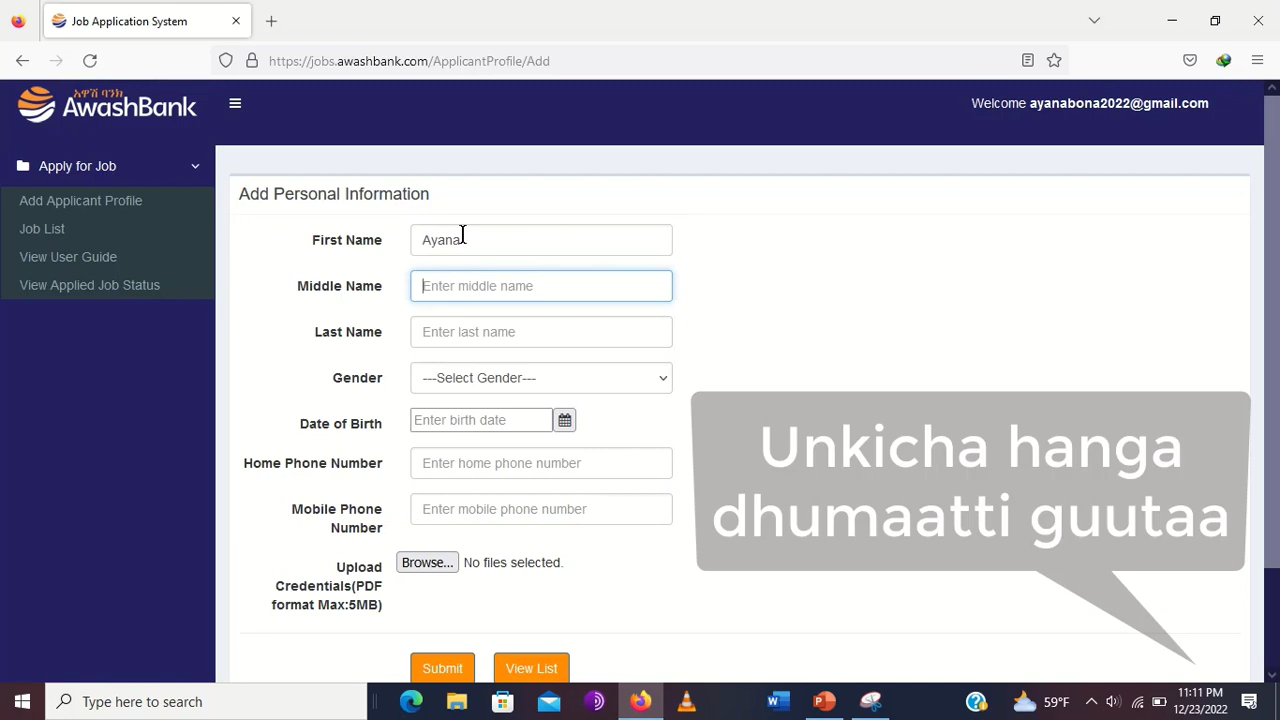 Job Application System
https://jobs.awashbank.com/ApplicantProfile/Add
አዋሽ ባንክ
AwashBank
Welcome ayanabona2022@gmail.com
Apply for Job
Add Applicant Profile
Job List
View User Guide
View Applied Job Status
Add Personal Information
First Name
Ayana
Middle Name
Enter middle name
Last Name
Enter last name
Gender
---Select Gender---
Date of Birth
Enter birth date
Home Phone Number
Enter home phone number
Mobile Phone
Number
Enter mobile phone number
Upload
Credentials(PDF
format Max:5MB)
Browse... No files selected.
Submit
View List
Unkicha hanga
dhumaatti guutaa
Type here to search
59°F
11:11 PM
12/23/2022